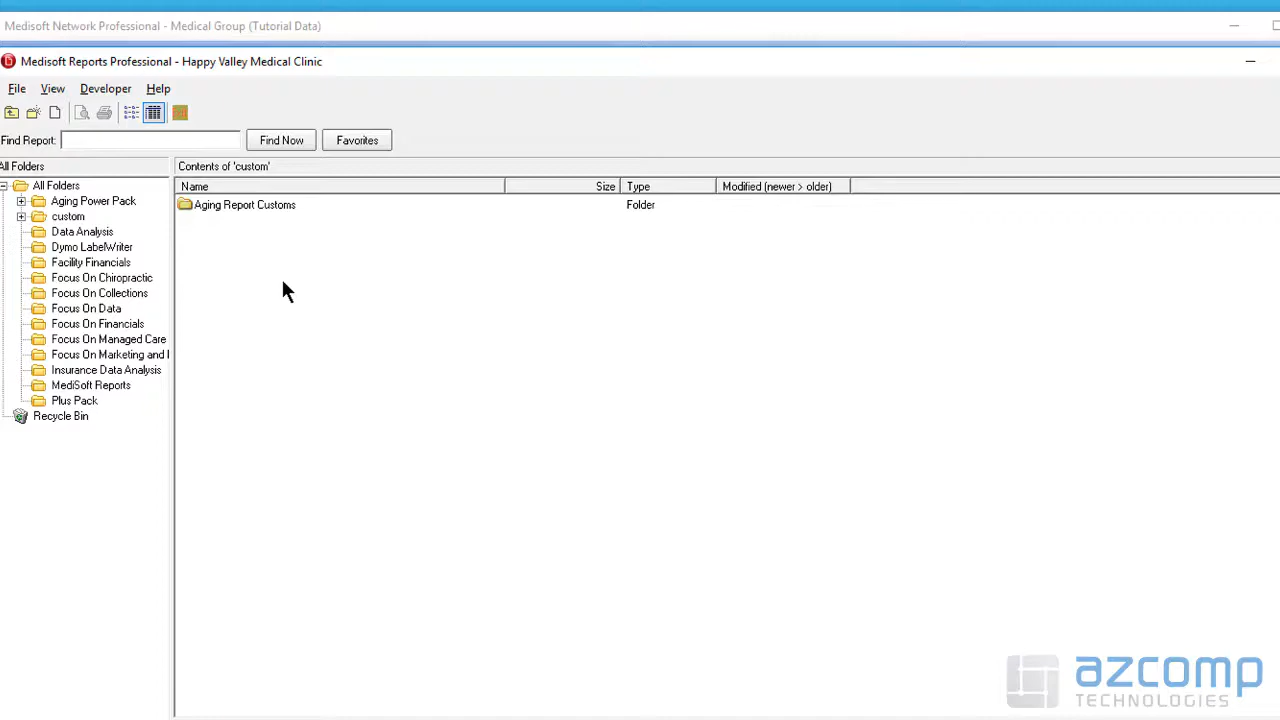 Medisoft Network Professional - Medical Group (Tutorial Data)
Medisoft Reports Professional - Happy Valley Medical Clinic
File View Developer Help
Find Report: Find Now Favorites
All Folders
Contents of 'custom'
Name Size Type Modified (newer > older)
Aging Report Customs Folder
All Folders
Aging Power Pack
custom
Data Analysis
Dymo LabelWriter
Facility Financials
Focus On Chiropractic
Focus On Collections
Focus On Data
Focus On Financials
Focus On Managed Care
Focus On Marketing and
Insurance Data Analysis
MediSoft Reports
Plus Pack
Recycle Bin
azcomp
TECHNOLOGIES